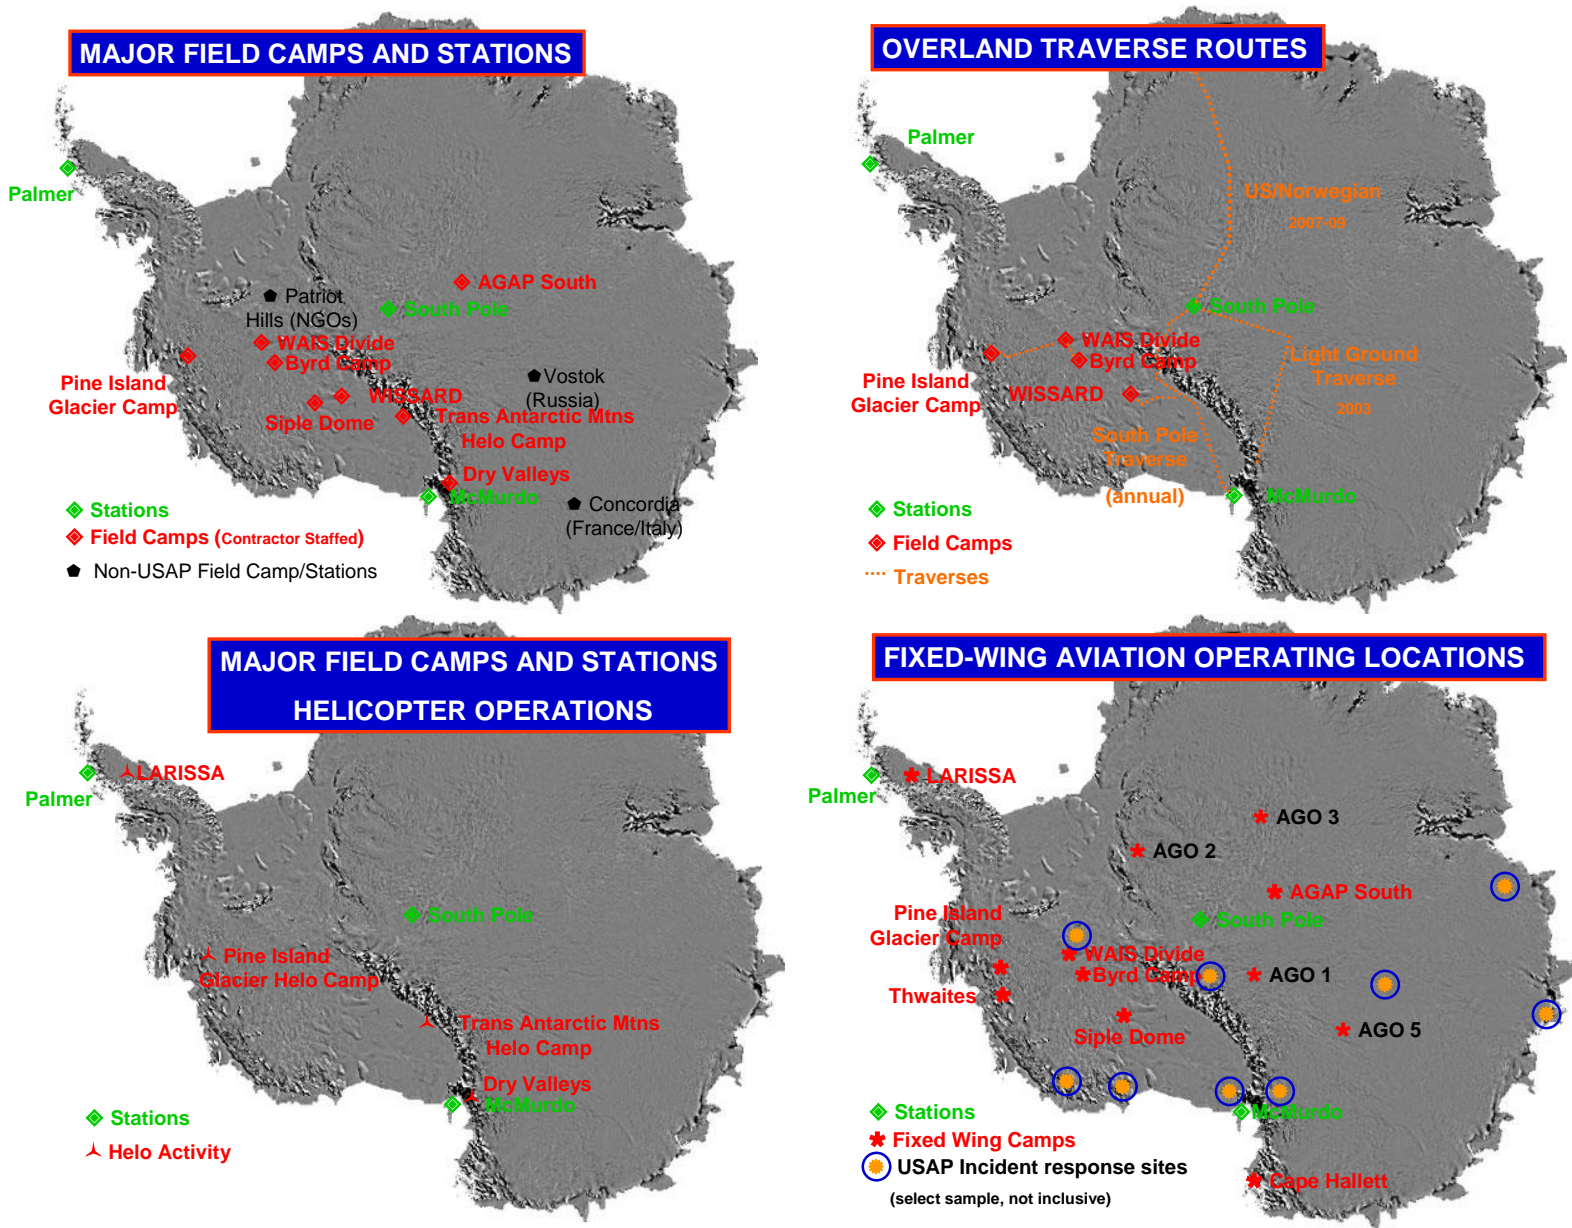 MAJOR FIELD CAMPS AND STATIONS
Palmer
AGAP South
South Pole
Patriot
Hills (NGOs)
WAIS Divide
Byrd Camp
Pine Island
Glacier Camp
Vostok
(Russia)
WISSARD
Siple Dome
Trans Antarctic Mtns
Helo Camp
Dry Valleys
McMurdo
Concordia
(France/Italy)
Stations
Field Camps (Contractor Staffed)
Non-USAP Field Camp/Stations
OVERLAND TRAVERSE ROUTES
Palmer
US/Norwegian
2007-09
South Pole
WAIS Divide
Byrd Camp
Pine Island
Glacier Camp
WISSARD
Light Ground
Traverse
2003
South Pole
Traverse
(annual)
McMurdo
Stations
Field Camps
Traverses
MAJOR FIELD CAMPS AND STATIONS
HELICOPTER OPERATIONS
LARISSA
Palmer
South Pole
Pine Island
Glacier Helo Camp
Trans Antarctic Mtns
Helo Camp
Dry Valleys
McMurdo
Stations
Helo Activity
FIXED-WING AVIATION OPERATING LOCATIONS
LARISSA
Palmer
AGO 3
AGO 2
AGAP South
Pine Island
Glacier Camp
South Pole
WAIS Divide
Byrd Camp
AGO 1
Thwaites
Siple Dome
AGO 5
McMurdo
Stations
Fixed Wing Camps
USAP Incident response sites
(select sample, not inclusive)
Cape Hallett